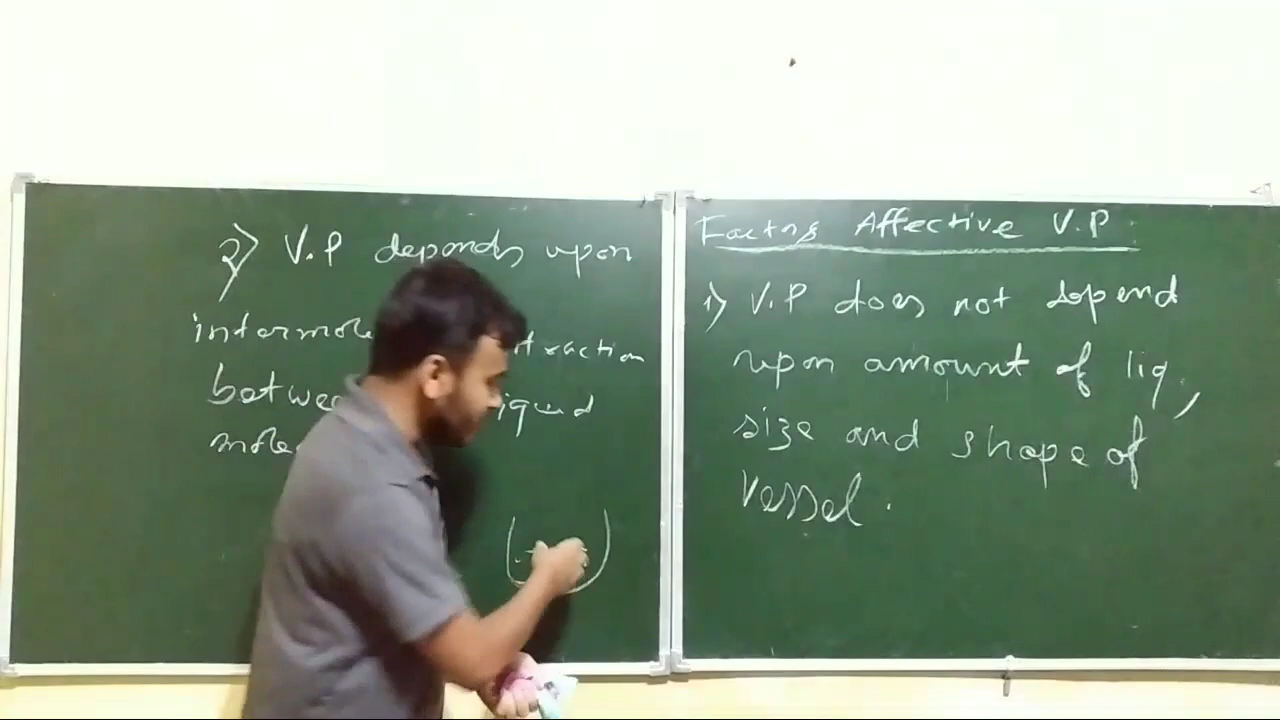 2) V.P depends upon
intermole traction
betwee iquid
mole
Factors Affective V.P
1) V.P does not depend
upon amount of liq,
size and shape of
vessel.